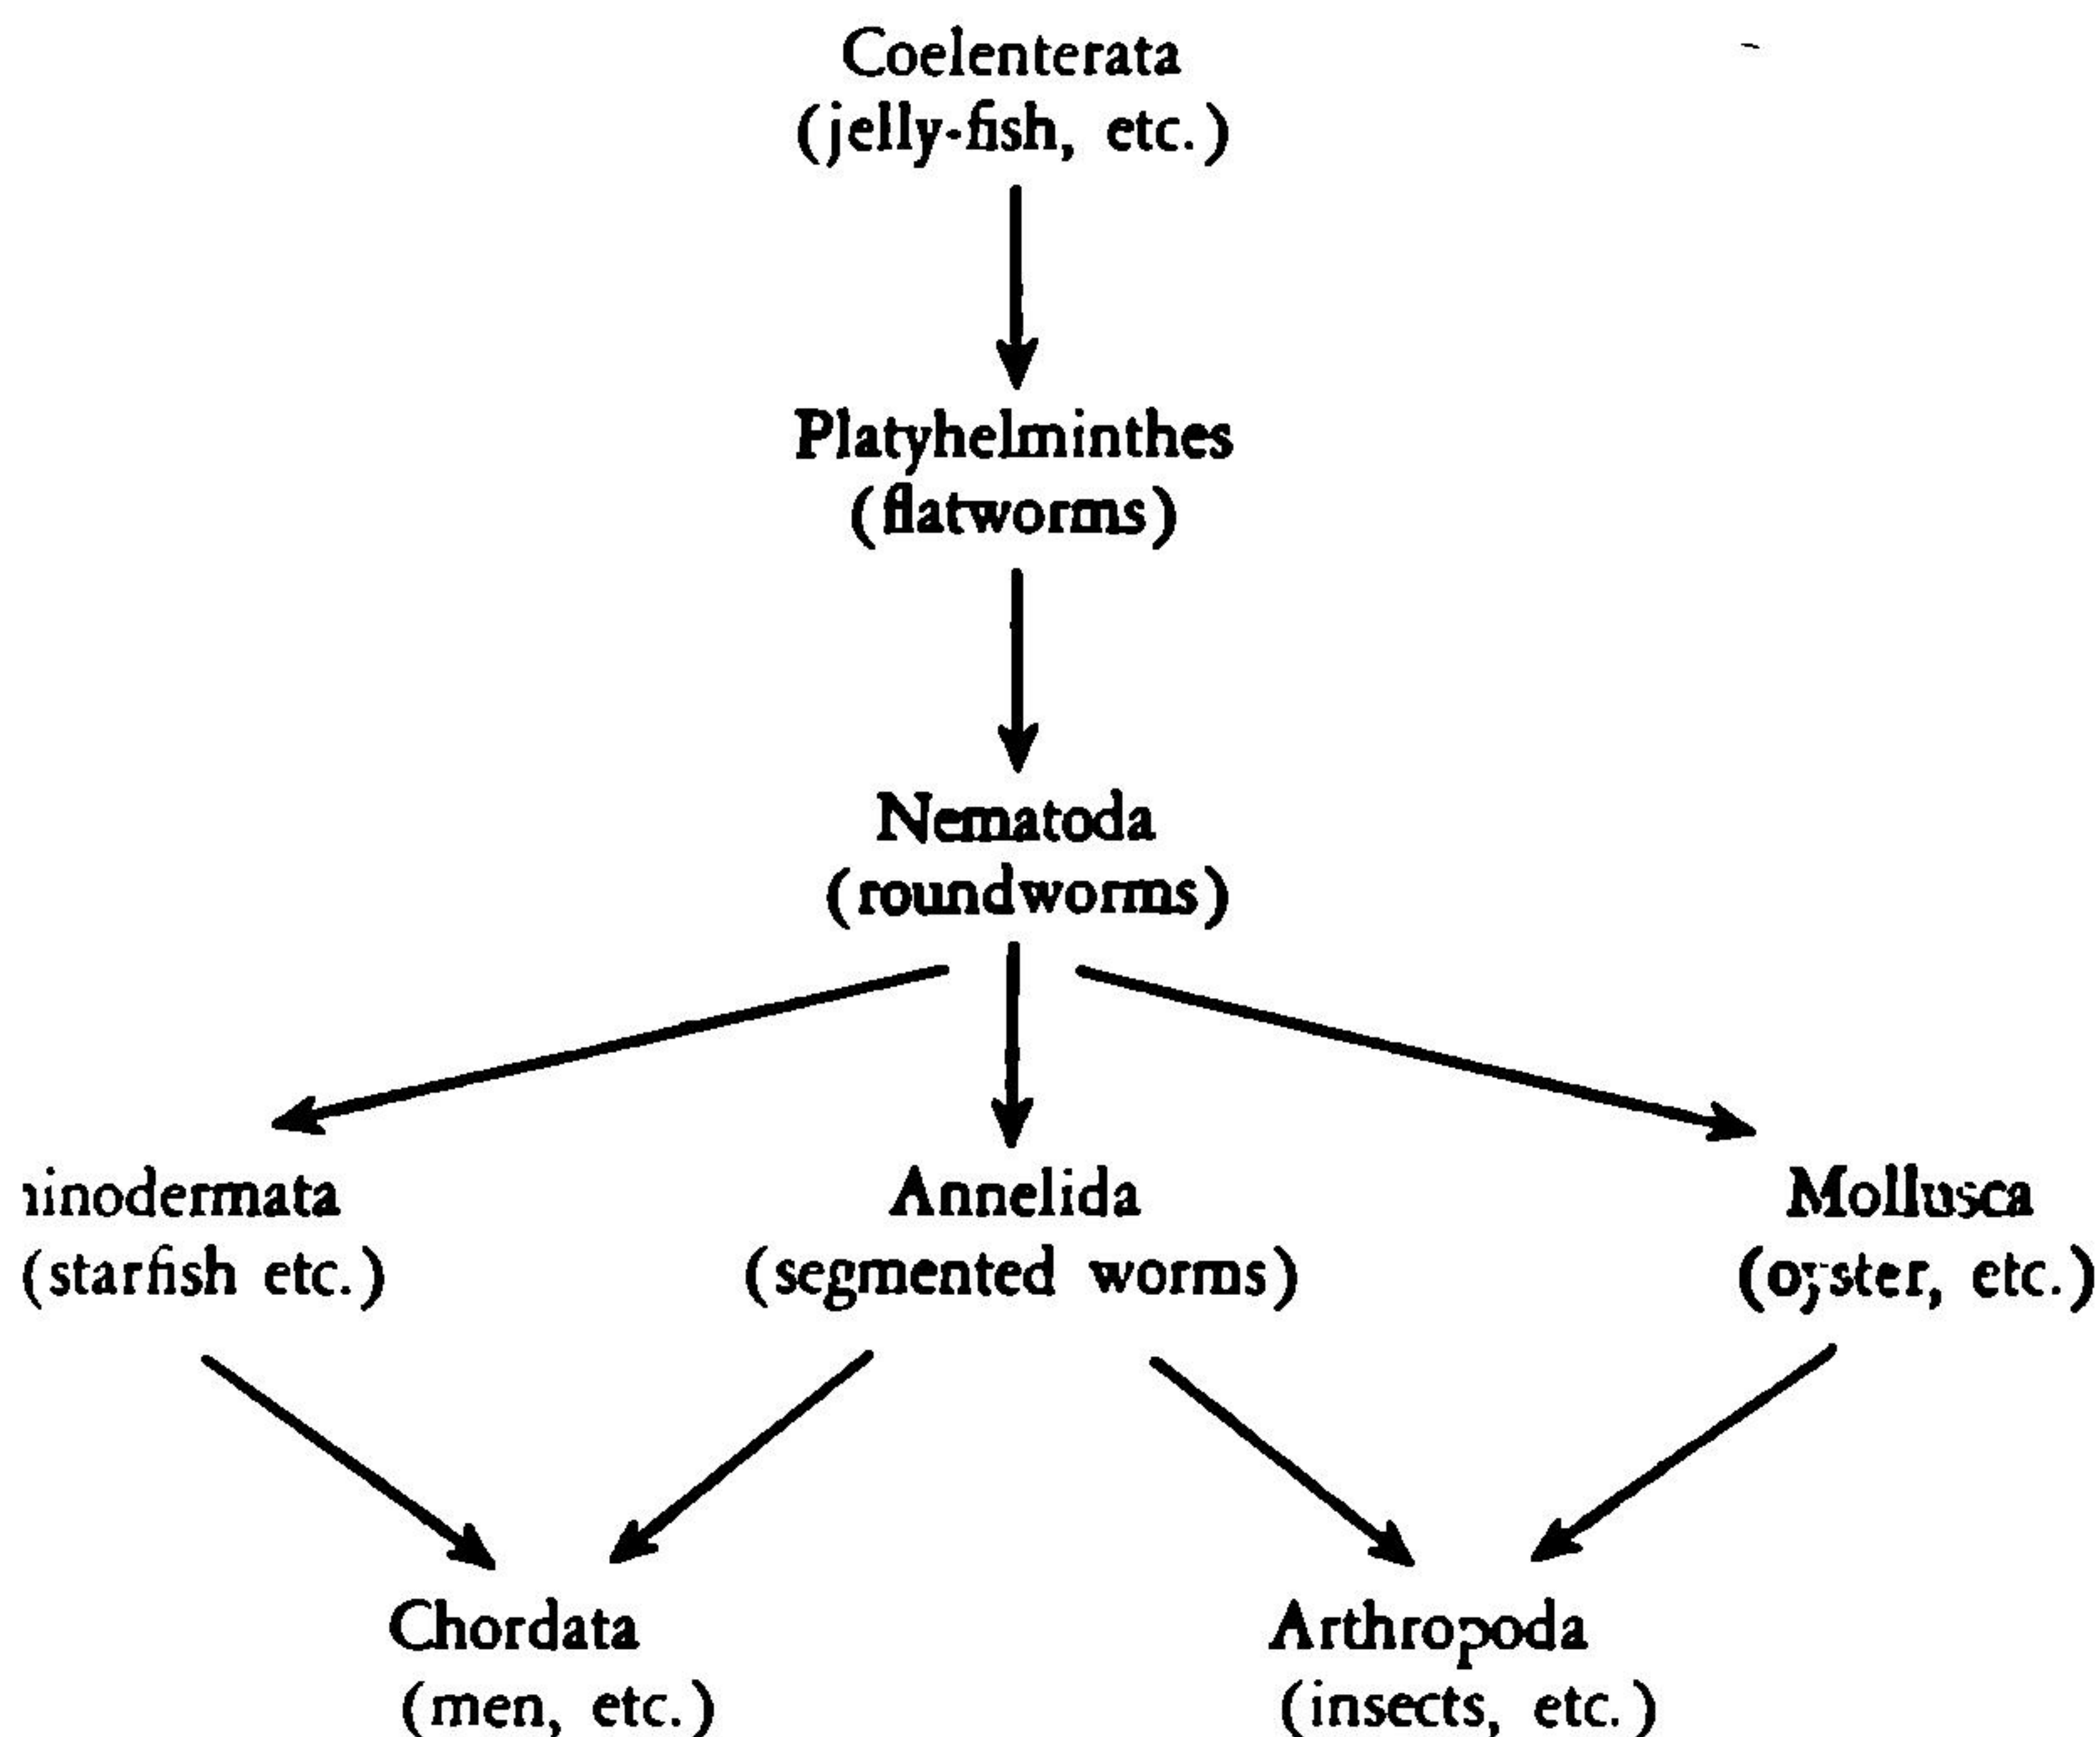 Coelenterata
(jelly-fish, etc.)
Platyhelminthes
(flatworms)
Nematoda
(roundworms)
inodermata
Annelida
Mollusca
(starfish etc.)
(segmented worms)
(oyster, etc.)
Chordata
Arthropoda
(men, etc.)
(insects, etc.)